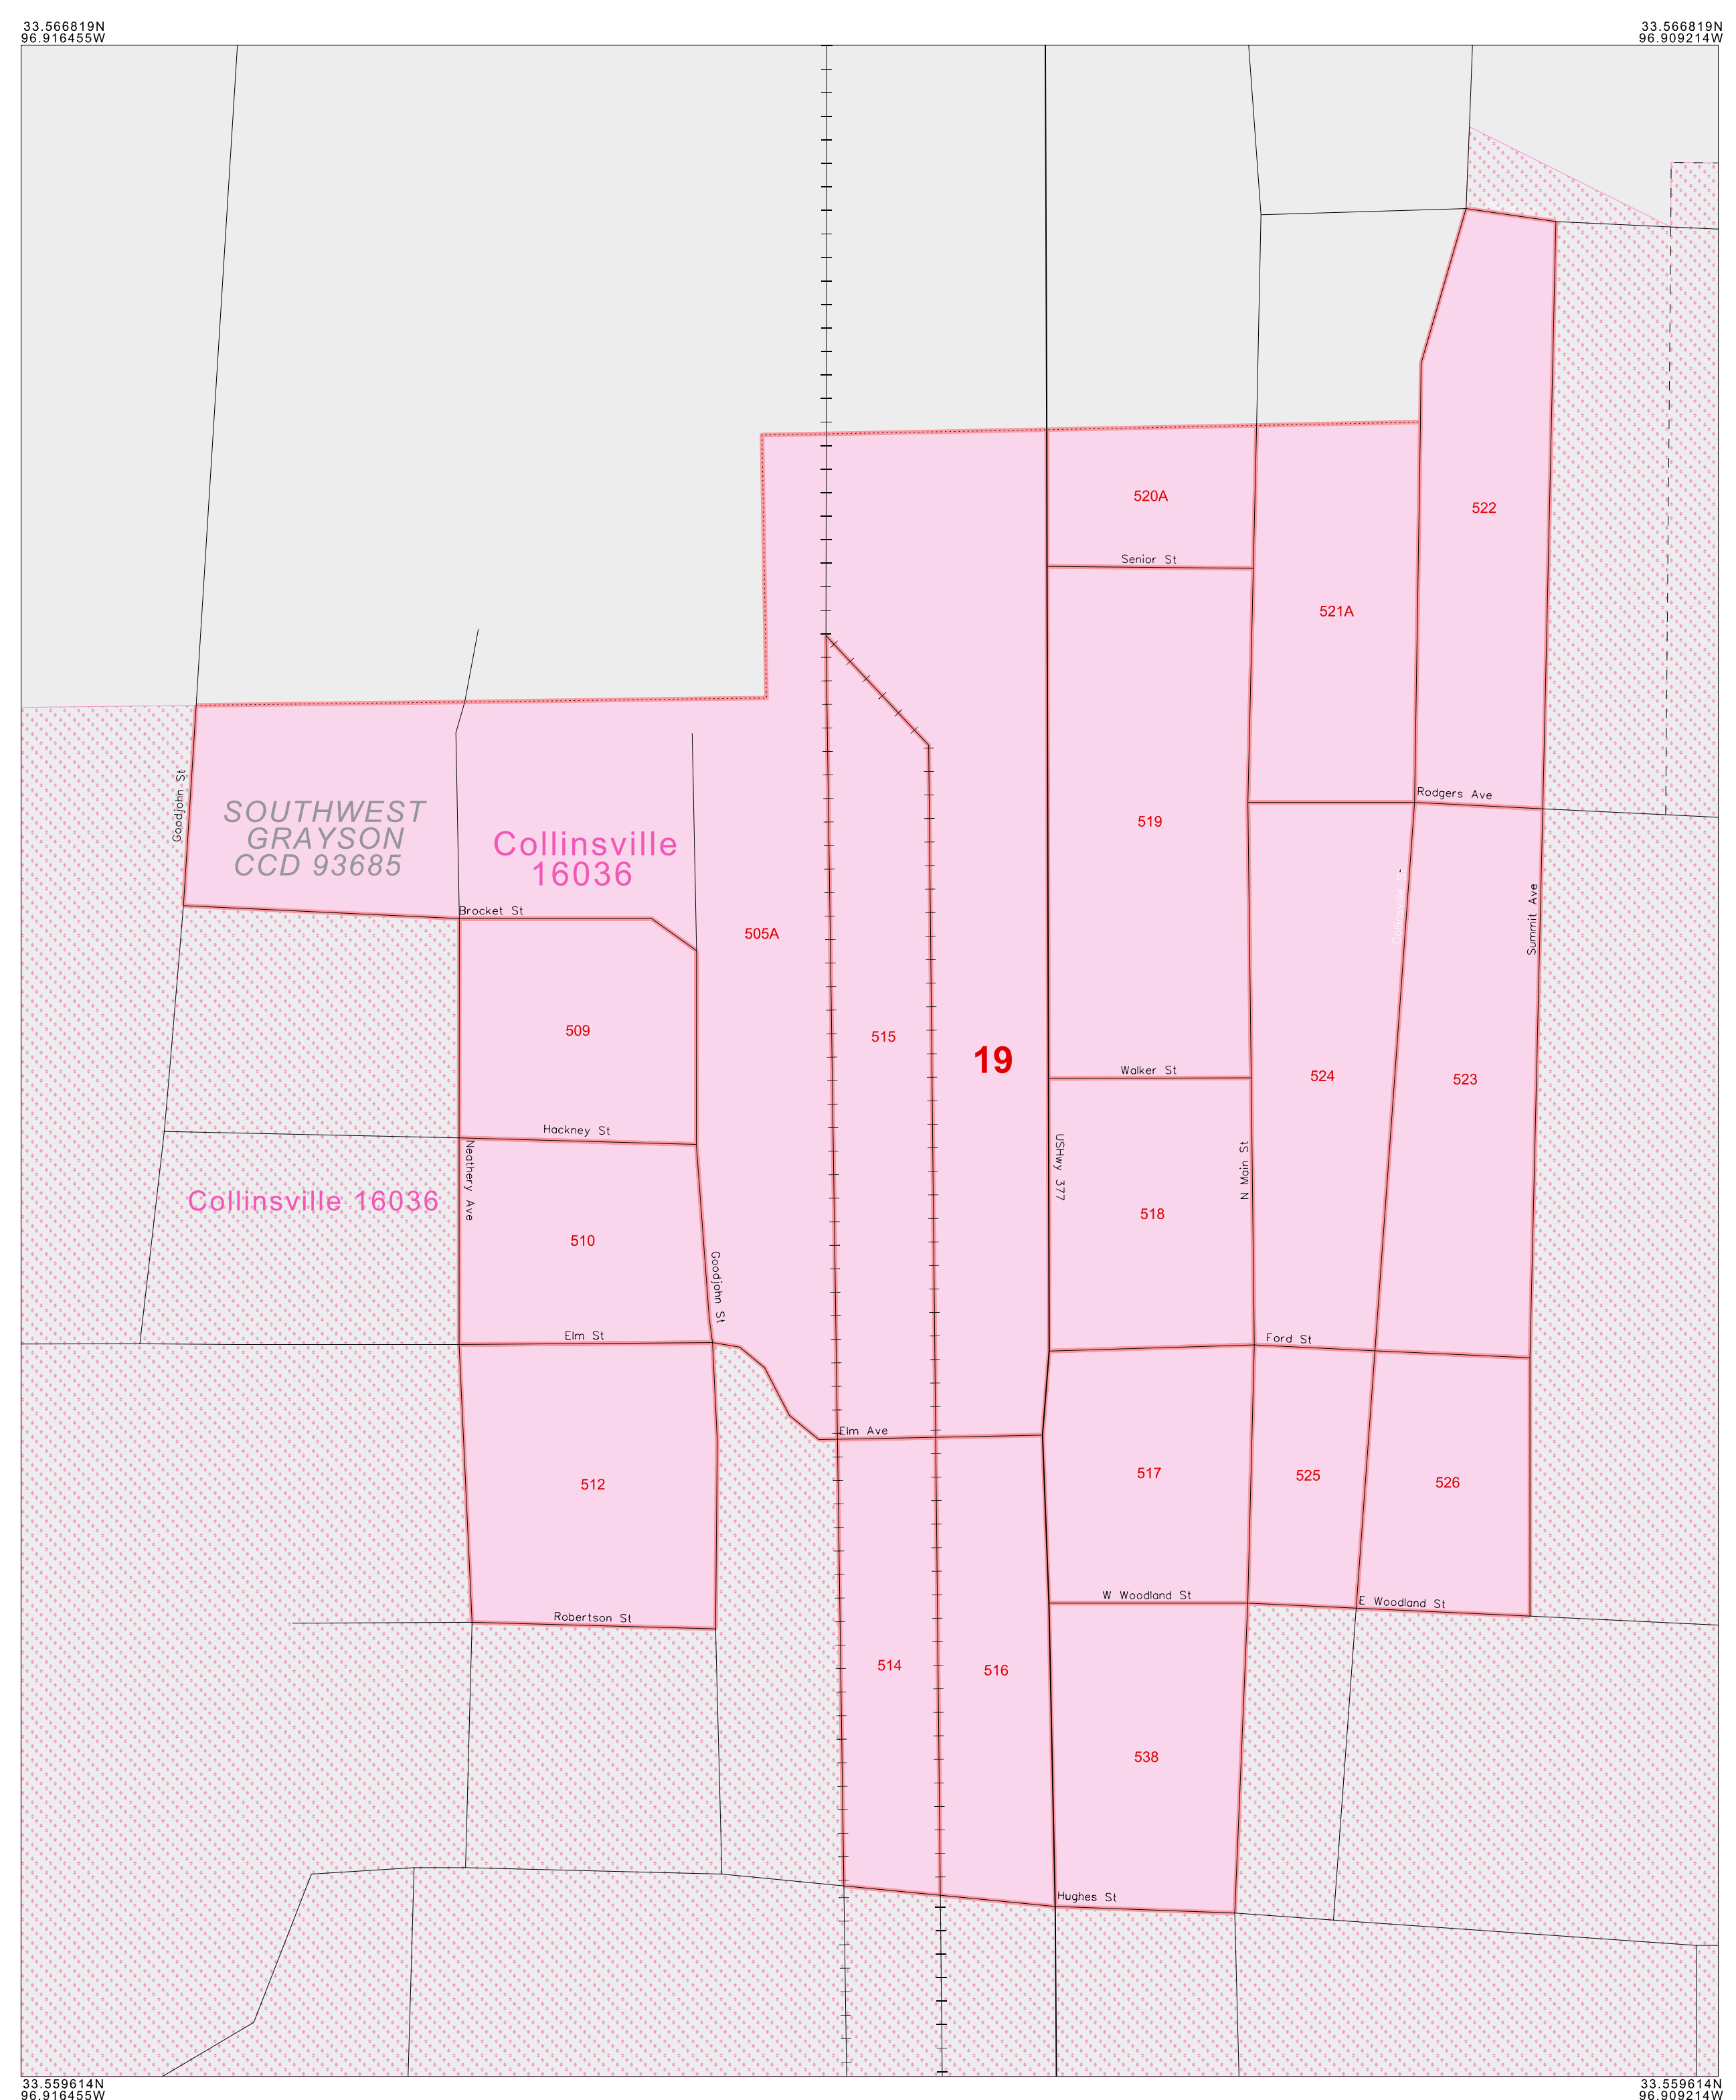 33.566819N
96.916455W
33.566819N
96.909214W
520A
522
Senior St
521A
Goodjohn St
Rodgers Ave
SOUTHWEST
GRAYSON
CCD 93685
Collinsville
16036
519
Brocket St
505A
Summit Ave
509
515
19
Walker St
524
523
Hackney St
Neathery Ave
USHwy 377
N Main St
Collinsville 16036
518
510
Goodjohn St
Elm St
Ford St
Elm Ave
512
517
525
526
W Woodland St
E Woodland St
Robertson St
514
516
538
Hughes St
33.559614N
96.916455W
33.559614N
96.909214W